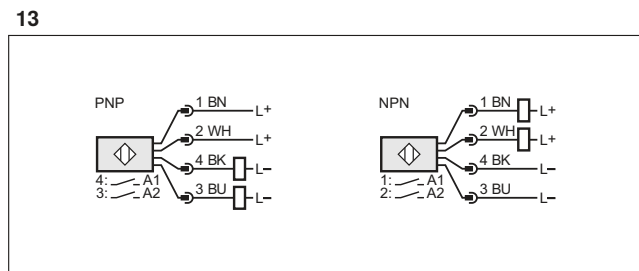 13
PNP
1 BN
L+
2 WH
L+
4 BK
L–
3 BU
L–
4: A1
3: A2
NPN
1 BN
L+
2 WH
L+
4 BK
L–
3 BU
L–
1: A1
2: A2